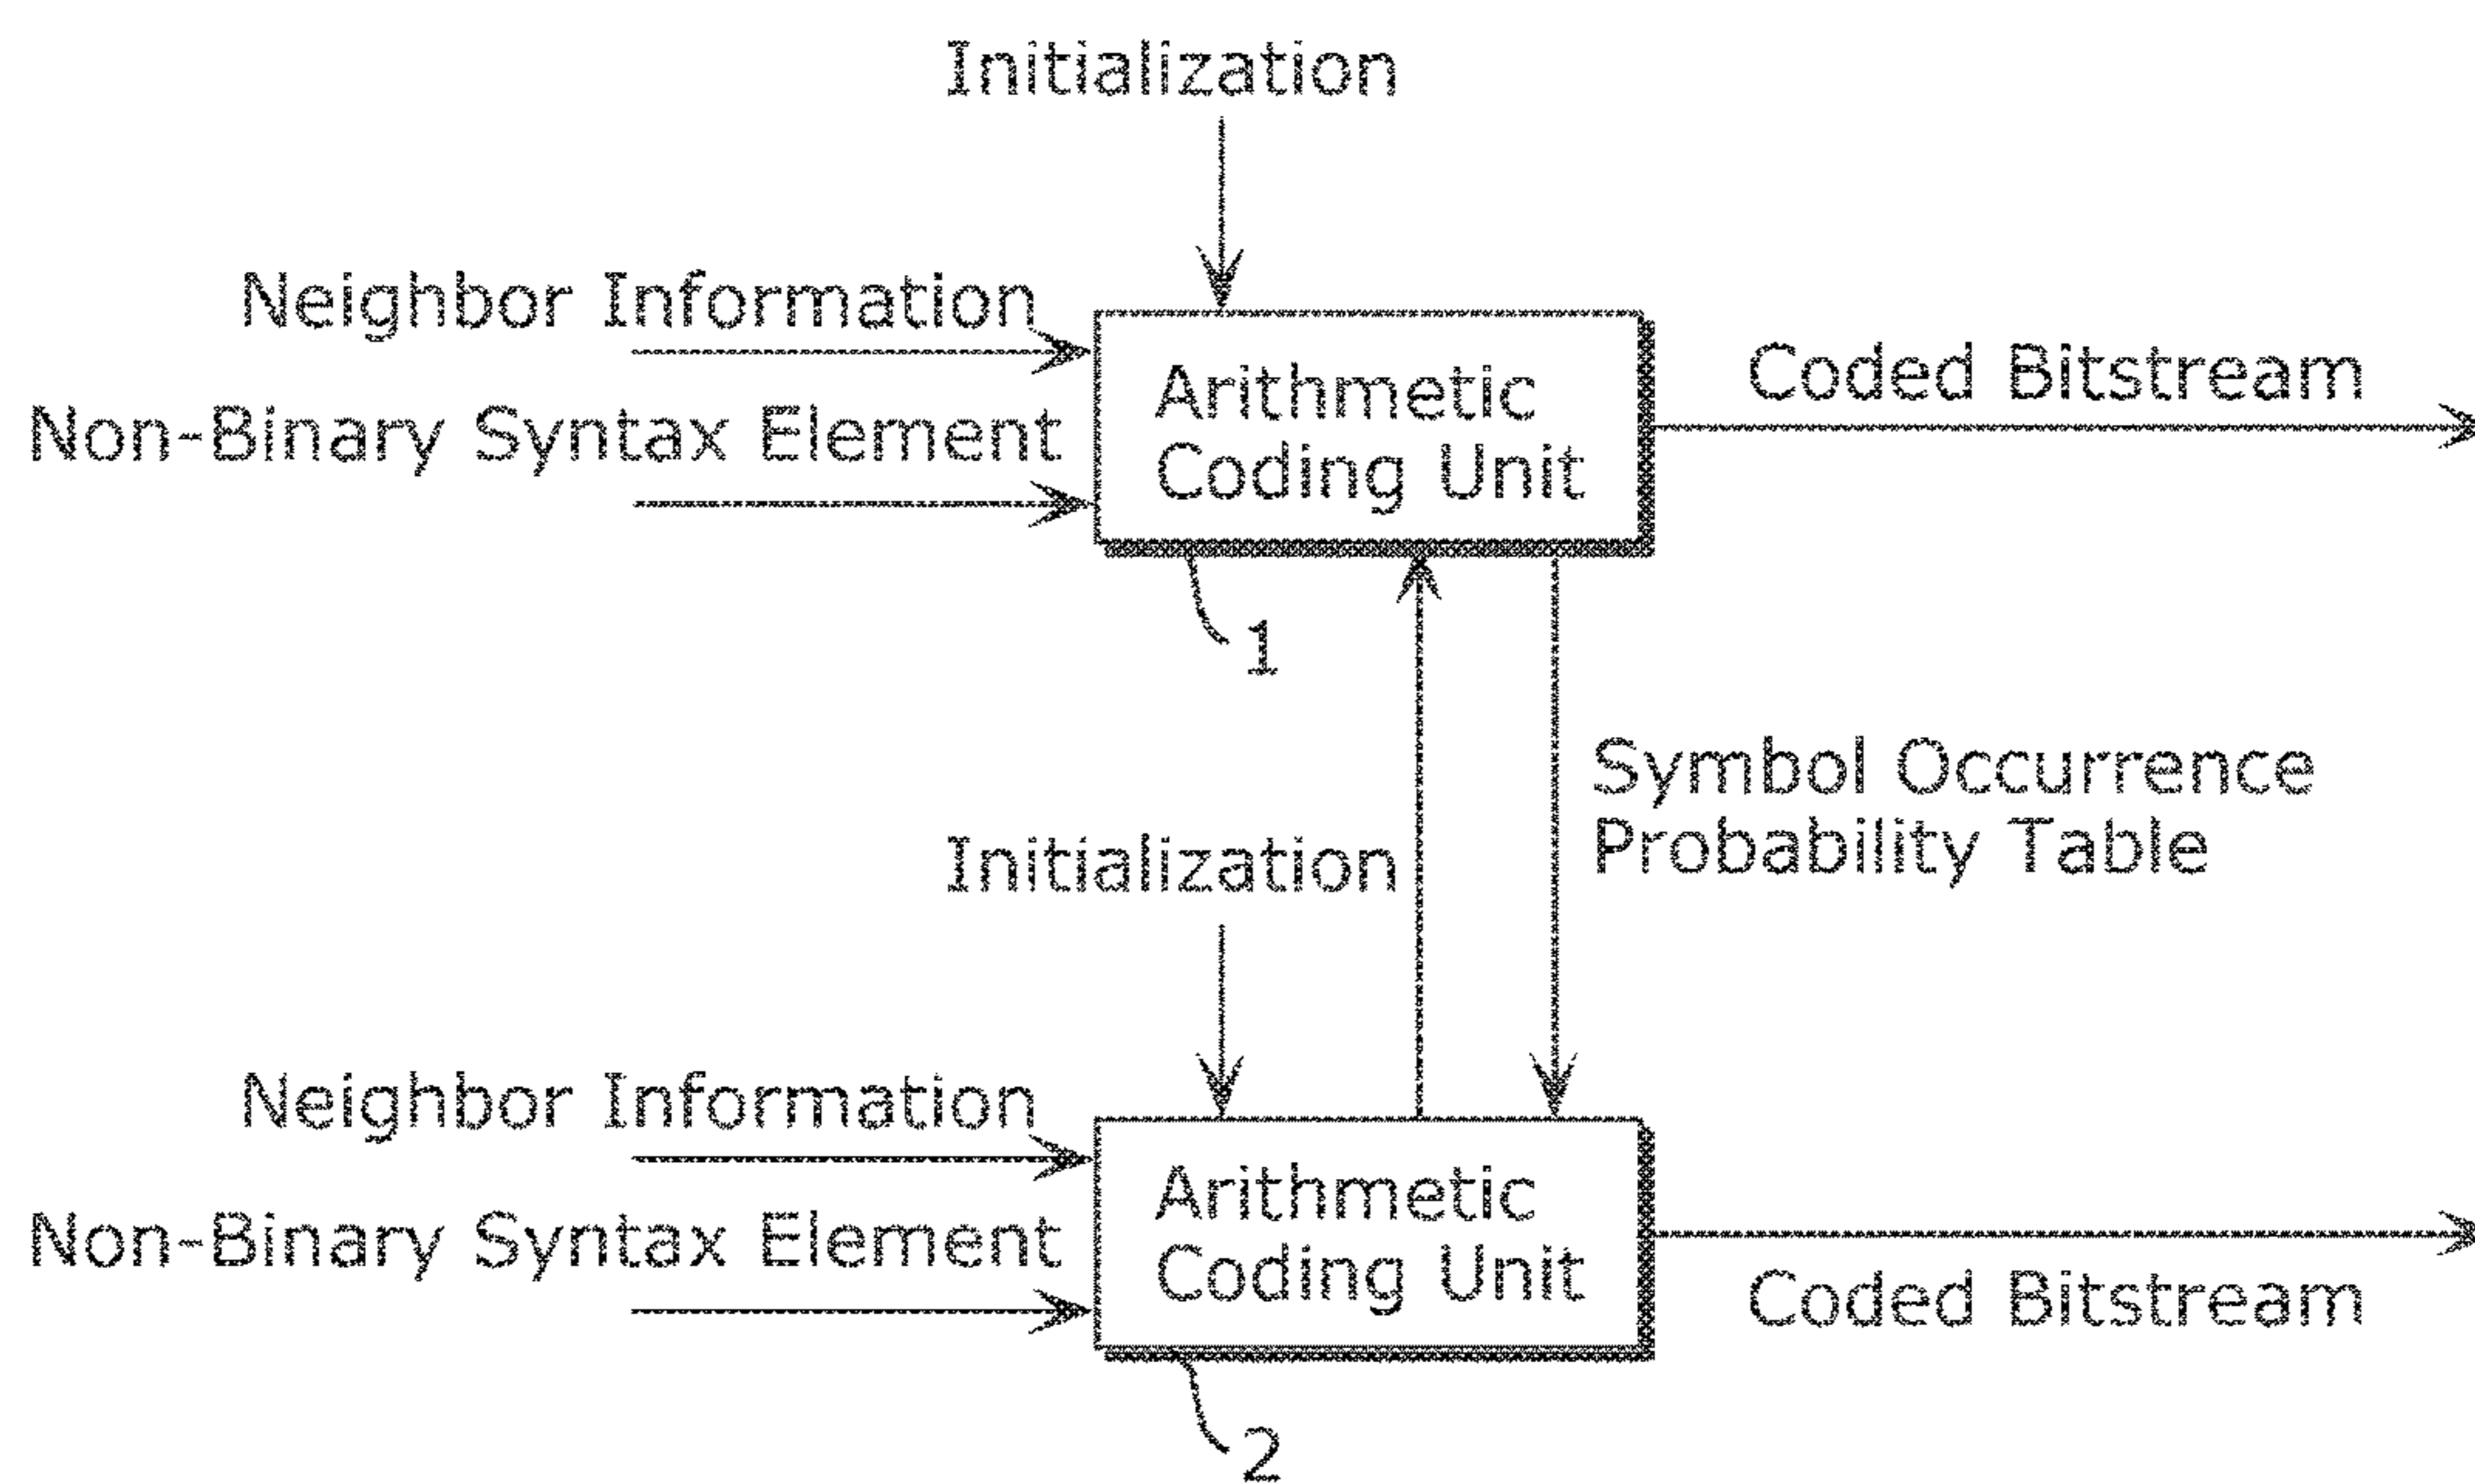 Initialization
Neighbor Information
Non-Binary Syntax Element
Arithmetic
Coding Unit
Coded Bitstream
1
Symbol Occurrence
Probability Table
Initialization
Neighbor Information
Non-Binary Syntax Element
Arithmetic
Coding Unit
Coded Bitstream
2